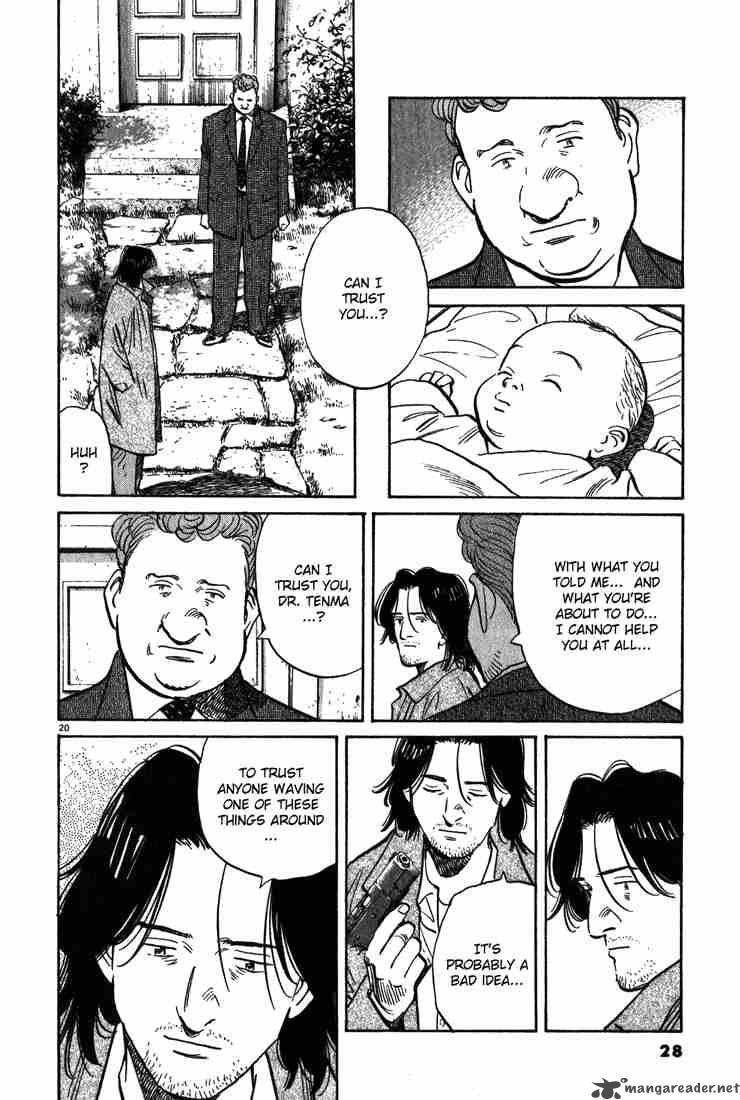 CAN I
TRUST
YOU...?
HUH
?
CAN I
TRUST YOU,
DR. TENMA
...?
WITH WHAT YOU
TOLD ME... AND
WHAT YOU'RE
ABOUT TO DO...
I CANNOT HELP
YOU AT ALL...
20
TO TRUST
ANYONE WAVING
ONE OF THESE
THINGS AROUND
...
IT'S
PROBABLY A
BAD IDEA...
28
mangareader.net